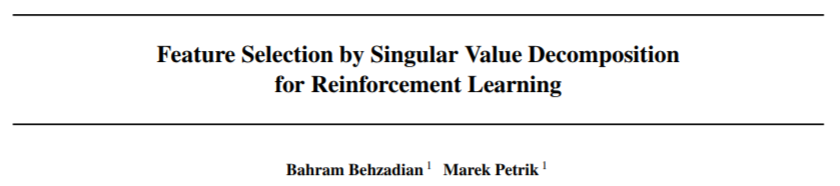 Feature Selection by Singular Value Decomposition
for Reinforcement Learning
Bahram Behzadian 1 Marek Petrik 1